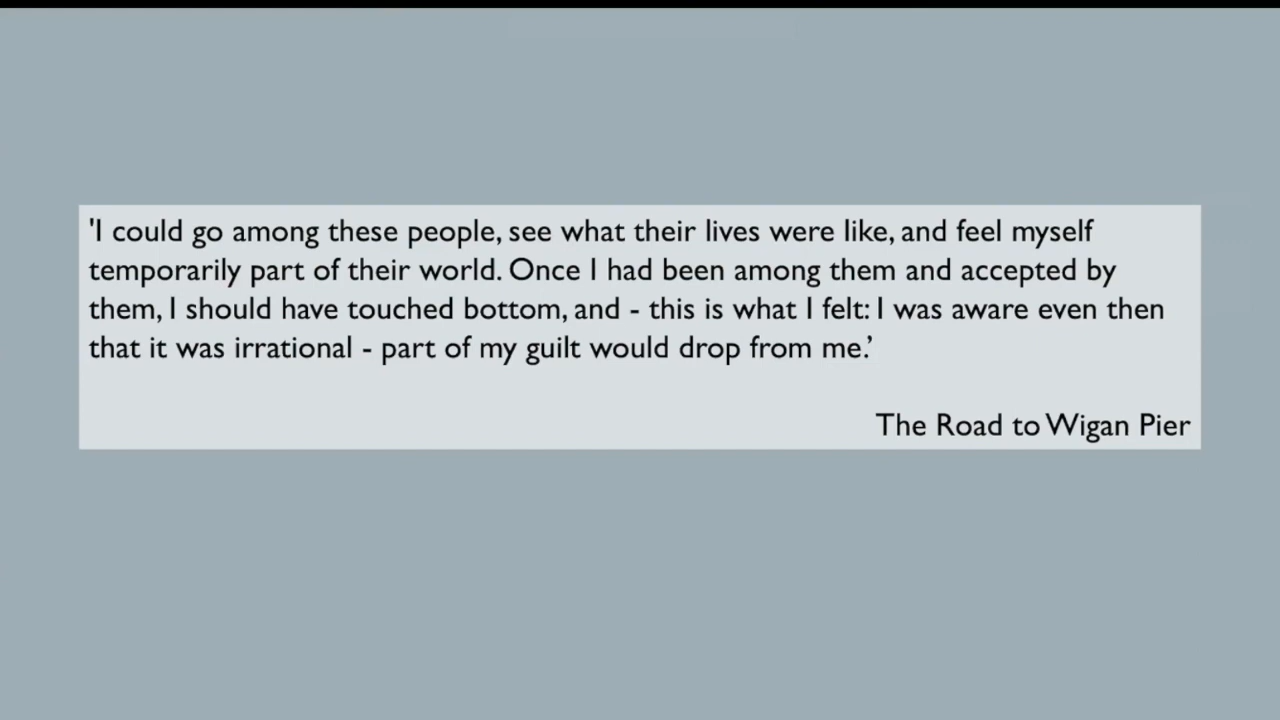 'I could go among these people, see what their lives were like, and feel myself
temporarily part of their world. Once I had been among them and accepted by
them, I should have touched bottom, and - this is what I felt: I was aware even then
that it was irrational - part of my guilt would drop from me.’
The Road to Wigan Pier